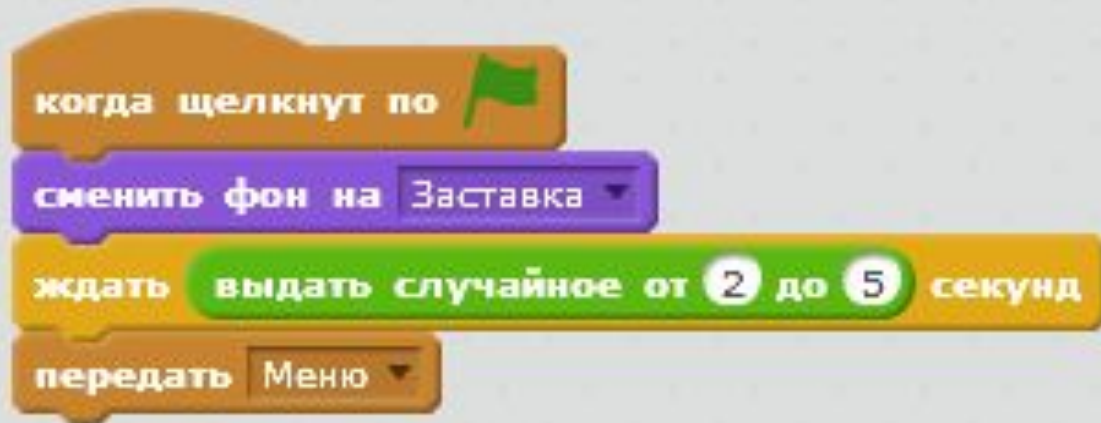 когда щелкнут по
сменить фон на Заставка
ждать выдать случайное от 2 до 5 секунд
передать Меню